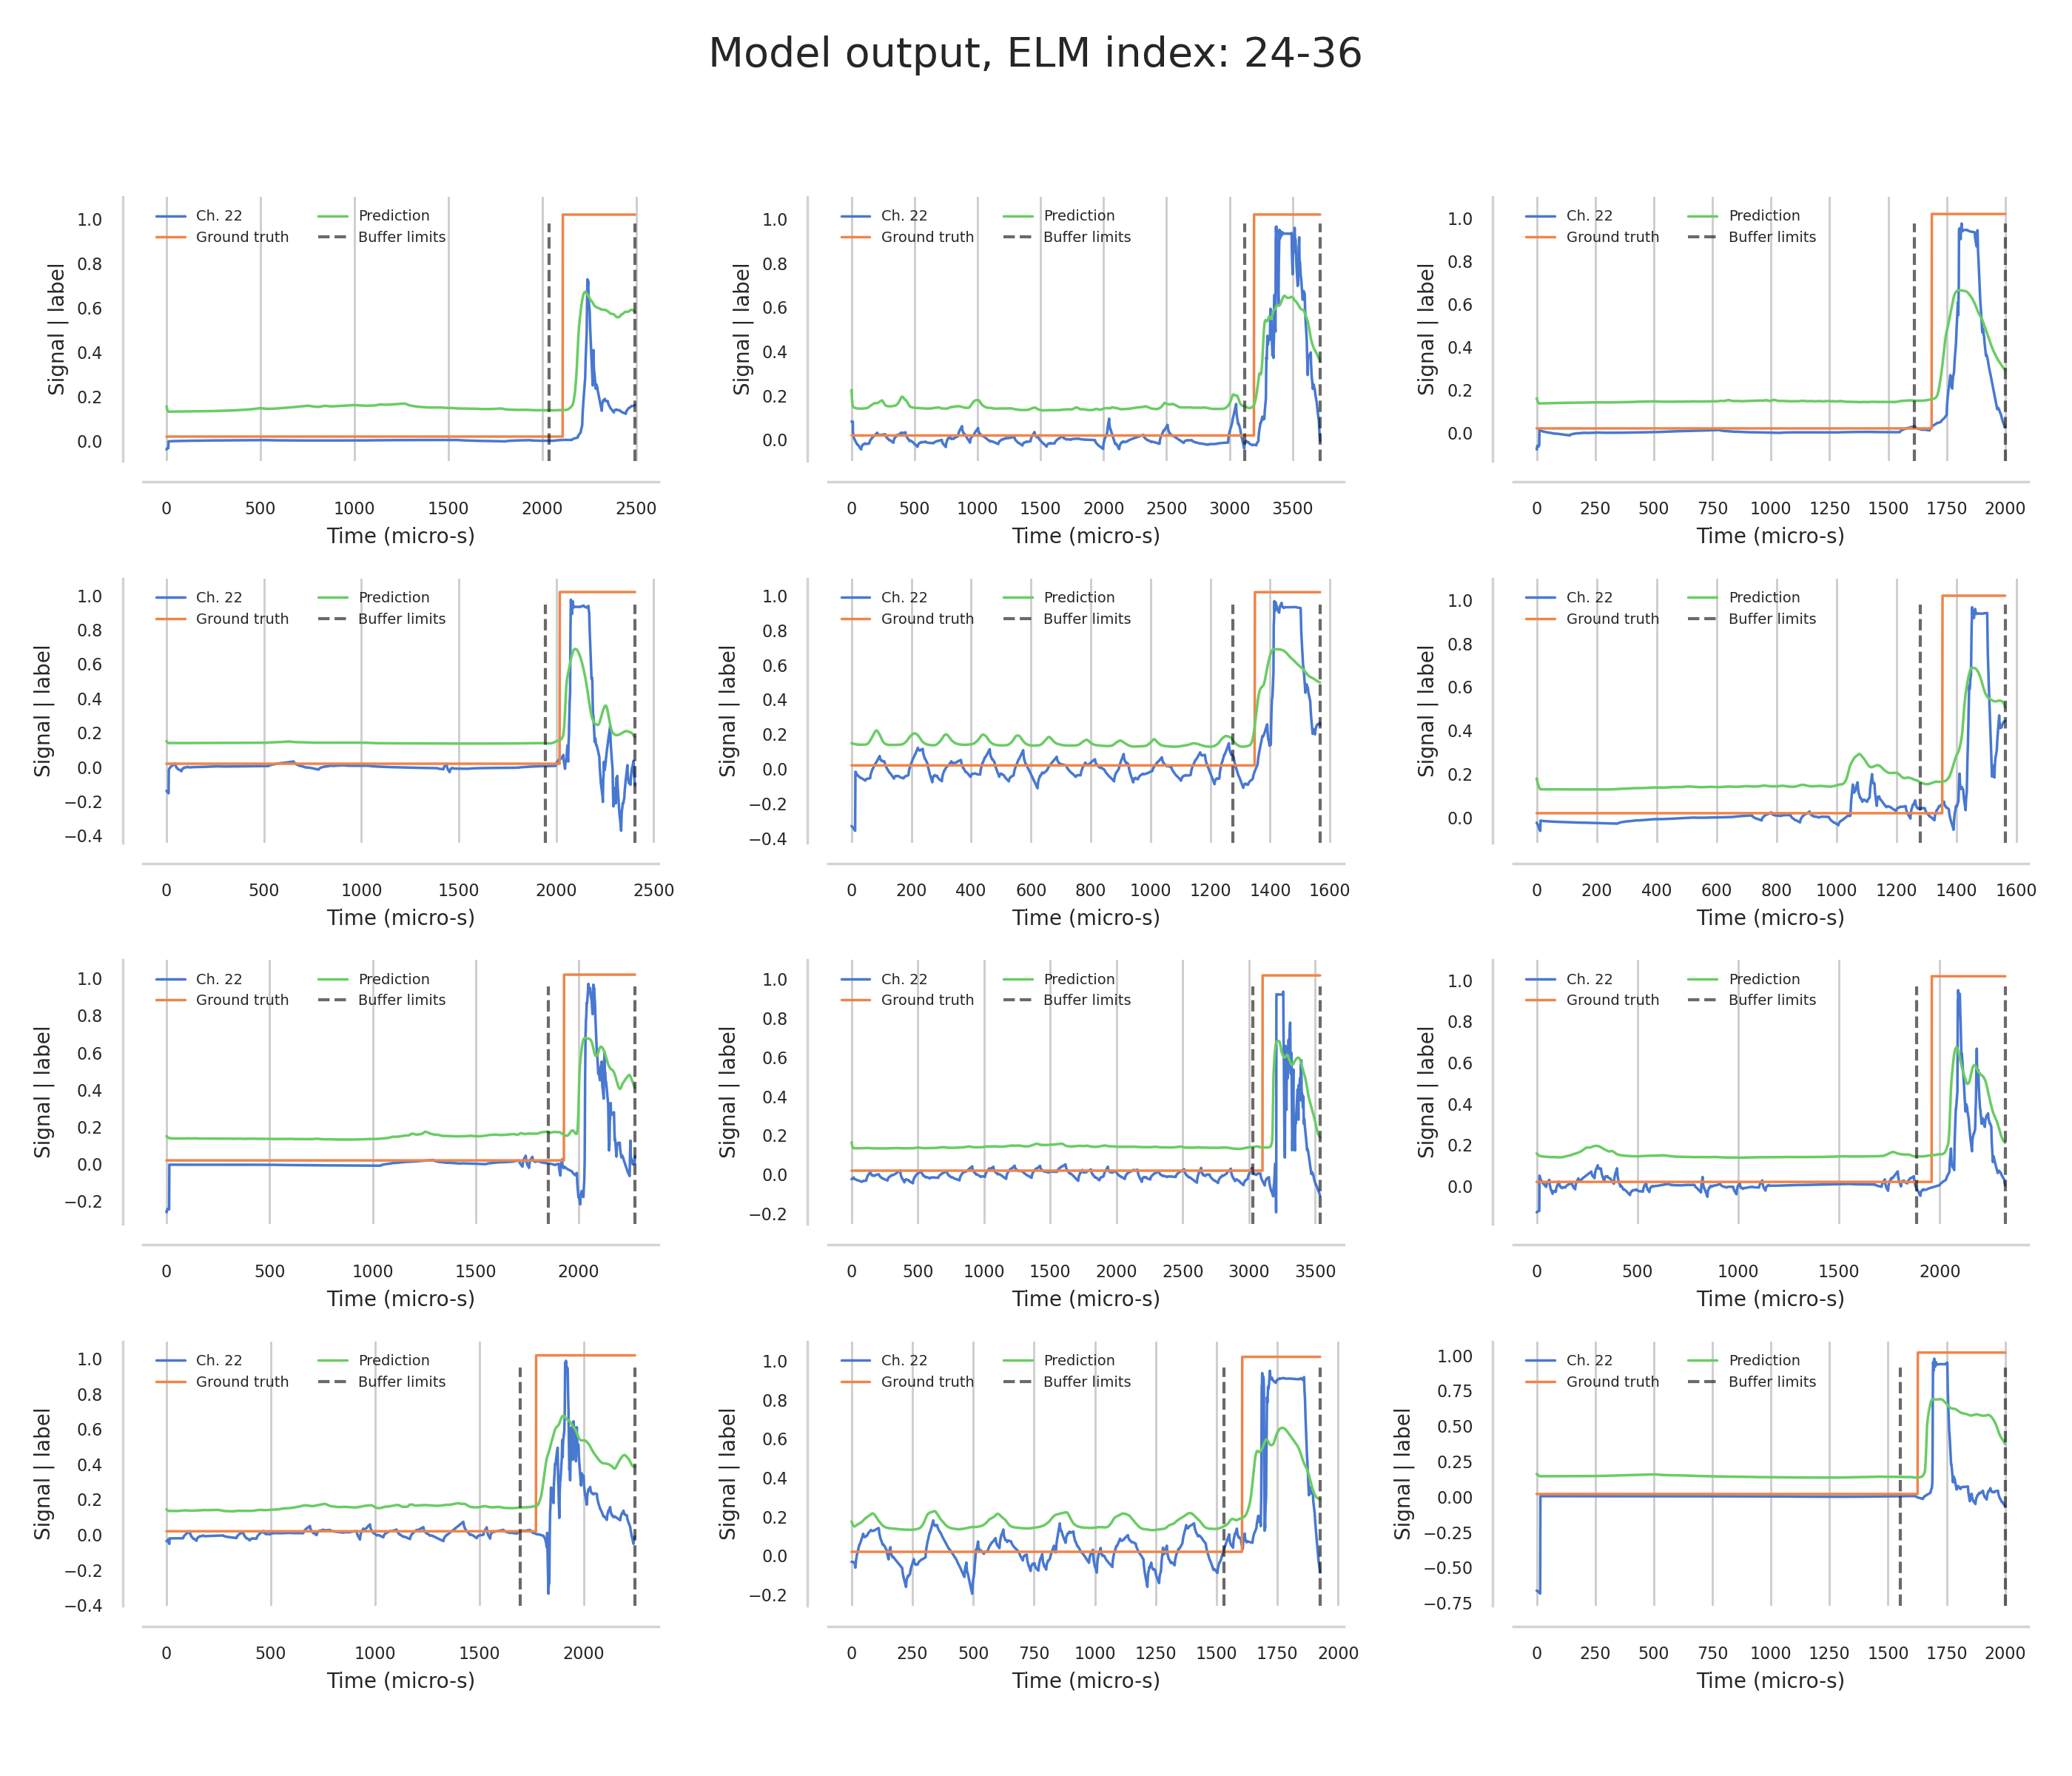 Model output, ELM index: 24-36
Signal | label
1.0
0.8
0.6
0.4
0.2
0.0
Ch. 22
Ground truth
Prediction
Buffer limits
0 500 1000 1500 2000 2500
Time (micro-s)
Signal | label
1.0
0.8
0.6
0.4
0.2
0.0
Ch. 22
Ground truth
Prediction
Buffer limits
0 500 1000 1500 2000 2500 3000 3500
Time (micro-s)
Signal | label
1.0
0.8
0.6
0.4
0.2
0.0
Ch. 22
Ground truth
Prediction
Buffer limits
0 250 500 750 1000 1250 1500 1750 2000
Time (micro-s)
Signal | label
1.0
0.8
0.6
0.4
0.2
0.0
−0.2
−0.4
Ch. 22
Ground truth
Prediction
Buffer limits
0 500 1000 1500 2000 2500
Time (micro-s)
Signal | label
1.0
0.8
0.6
0.4
0.2
0.0
−0.2
−0.4
Ch. 22
Ground truth
Prediction
Buffer limits
0 200 400 600 800 1000 1200 1400 1600
Time (micro-s)
Signal | label
1.0
0.8
0.6
0.4
0.2
0.0
Ch. 22
Ground truth
Prediction
Buffer limits
0 200 400 600 800 1000 1200 1400 1600
Time (micro-s)
Signal | label
1.0
0.8
0.6
0.4
0.2
0.0
−0.2
Ch. 22
Ground truth
Prediction
Buffer limits
0 500 1000 1500 2000
Time (micro-s)
Signal | label
1.0
0.8
0.6
0.4
0.2
0.0
−0.2
Ch. 22
Ground truth
Prediction
Buffer limits
0 500 1000 1500 2000 2500 3000 3500
Time (micro-s)
Signal | label
1.0
0.8
0.6
0.4
0.2
0.0
Ch. 22
Ground truth
Prediction
Buffer limits
0 500 1000 1500 2000
Time (micro-s)
Signal | label
1.0
0.8
0.6
0.4
0.2
0.0
−0.2
−0.4
Ch. 22
Ground truth
Prediction
Buffer limits
0 500 1000 1500 2000
Time (micro-s)
Signal | label
1.0
0.8
0.6
0.4
0.2
0.0
−0.2
Ch. 22
Ground truth
Prediction
Buffer limits
0 250 500 750 1000 1250 1500 1750 2000
Time (micro-s)
Signal | label
1.00
0.75
0.50
0.25
0.00
−0.25
−0.50
−0.75
Ch. 22
Ground truth
Prediction
Buffer limits
0 250 500 750 1000 1250 1500 1750 2000
Time (micro-s)